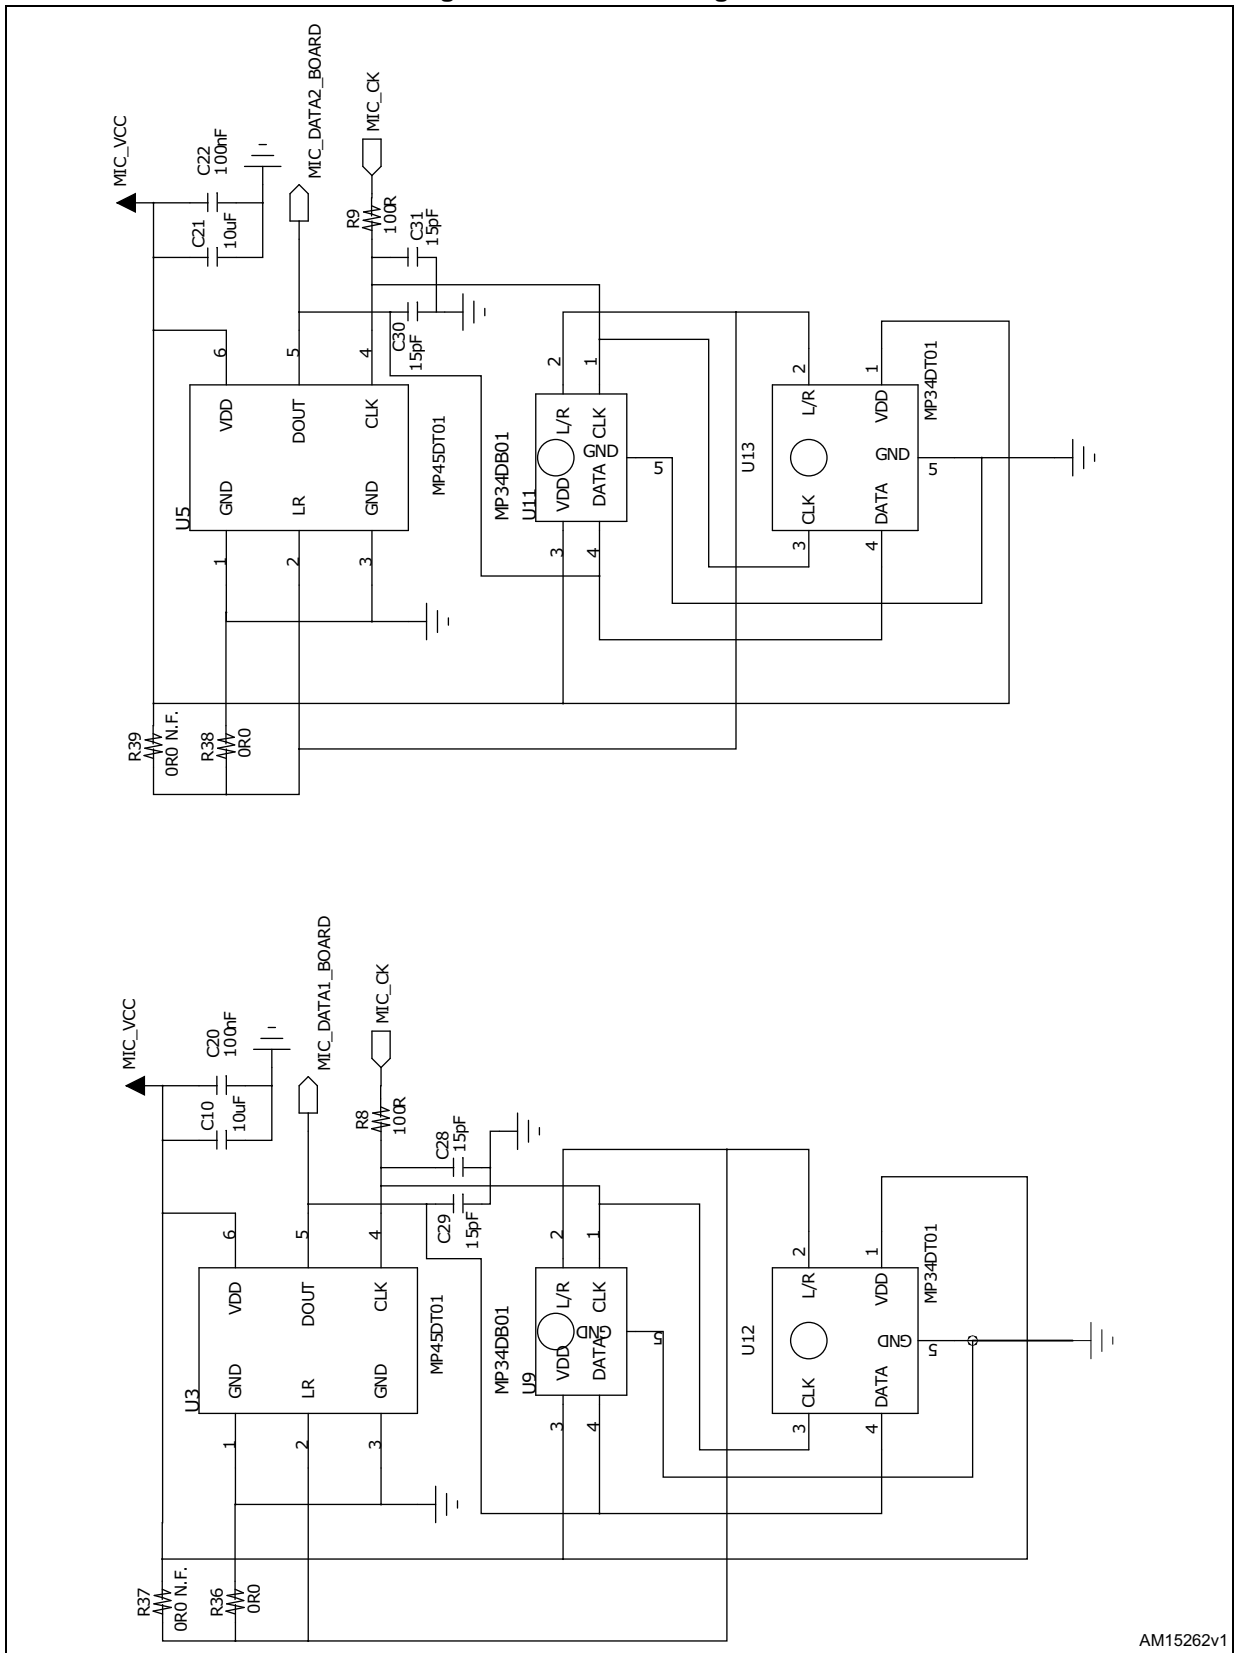 MIC_VCC
C22
100nF
C21
10uF
MIC_DATA2_BOARD
MIC_CK
R9
100R
C31
15pF
C30
15pF
6
5
4
VDD
DOUT
CLK
GND
LR
GND
U5
MP45DT01
1
2
3
R39
0R0 N.F.
R38
0R0
2
1
L/R
CLK
GND
VDD
DATA
5
MP34DB01
U11
3
4
U13
2
1
L/R
VDD
GND
5
CLK
DATA
3
4
MP34DT01
MIC_VCC
C20
100nF
C10
10uF
MIC_DATA1_BOARD
MIC_CK
R8
100R
C28
15pF
C29
15pF
6
5
4
VDD
DOUT
CLK
GND
LR
GND
U3
MP45DT01
1
2
3
R37
0R0 N.F.
R36
0R0
2
1
L/R
CLK
GND
VDD
DATA
5
MP34DB01
U9
3
4
U12
2
1
L/R
VDD
GND
5
CLK
DATA
3
4
MP34DT01
AM15262v1